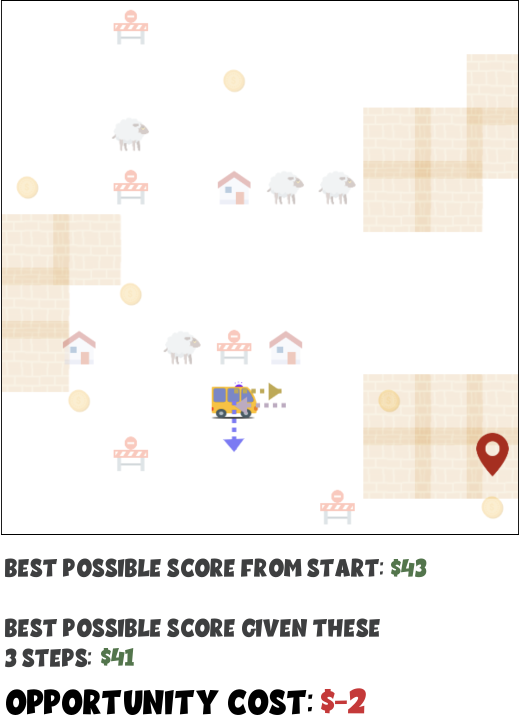 BEST POSSIBLE SCORE FROM START: $43
BEST POSSIBLE SCORE GIVEN THESE
3 STEPS: $41
OPPORTUNITY COST: $-2